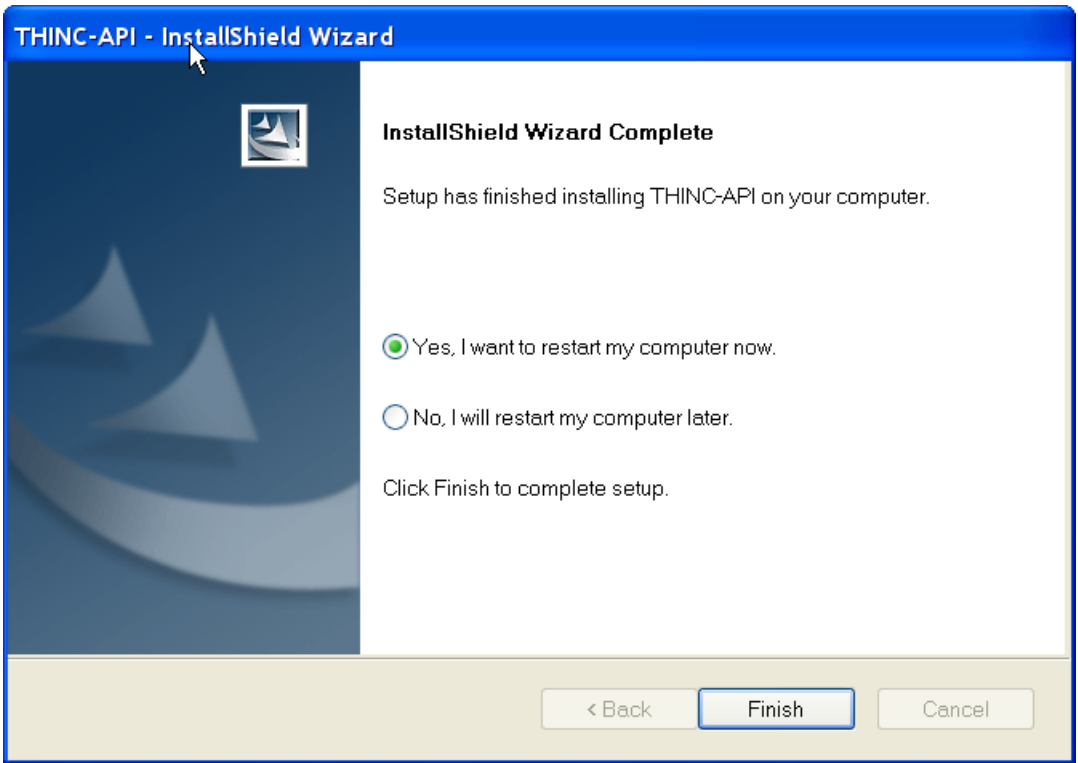 THINC-API - InstallShield Wizard
InstallShield Wizard Complete
Setup has finished installing THINC-API on your computer.
Yes, I want to restart my computer now.
No, I will restart my computer later.
Click Finish to complete setup.
< Back
Finish
Cancel